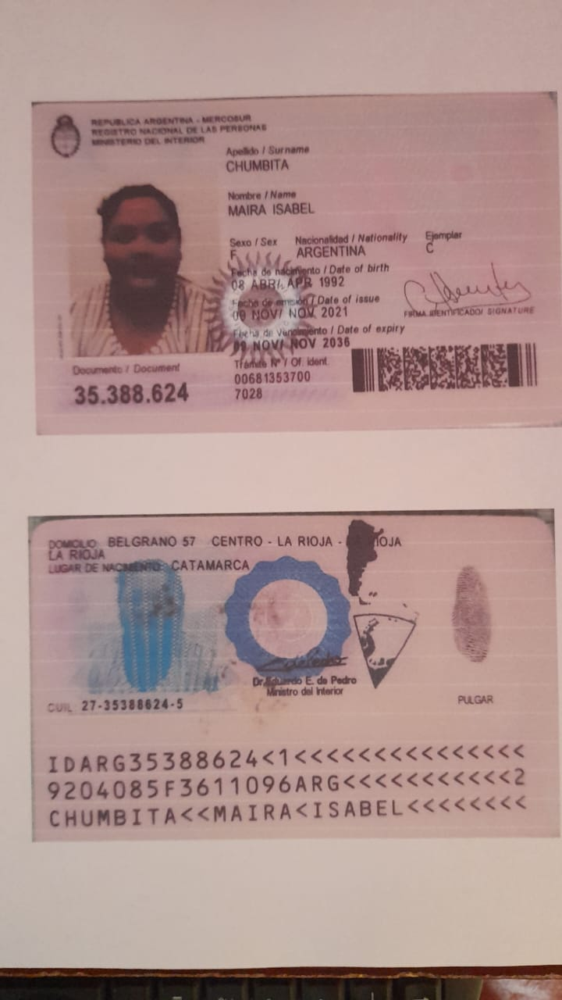 REPUBLICA ARGENTINA - MERCOSUR
REGISTRO NACIONAL DE LAS PERSONAS
MINISTERIO DEL INTERIOR
Apellido / Surname
CHUMBITA
Nombre / Name
MAIRA ISABEL
Sexo / Sex Nacionalidad / Nationality Ejemplar
F ARGENTINA C
Fecha de nacimiento / Date of birth
08 ABR/ APR 1992
Fecha de emisión / Date of issue
09 NOV/ NOV 2021
FIRMA IDENTIFICADO/ SIGNATURE
Fecha de Vencimiento / Date of expiry
09 NOV/ NOV 2036
Documento / Document
35.388.624
Trámite Nº / Of. ident.
00681353700
7028
DOMICILIO BELGRANO 57 CENTRO - LA RIOJA - RIOJA
LA RIOJA
LUGAR DE NACIMIENTO CATAMARCA
Dr. Eduardo E. de Pedro
Ministro del Interior
CUIL 27-35388624-5
PULGAR
IDARG35388624<1<<<<<<<<<<<<<<<
9204085F3611096ARG<<<<<<<<<<<2
CHUMBITA<<MAIRA<ISABEL<<<<<<<<